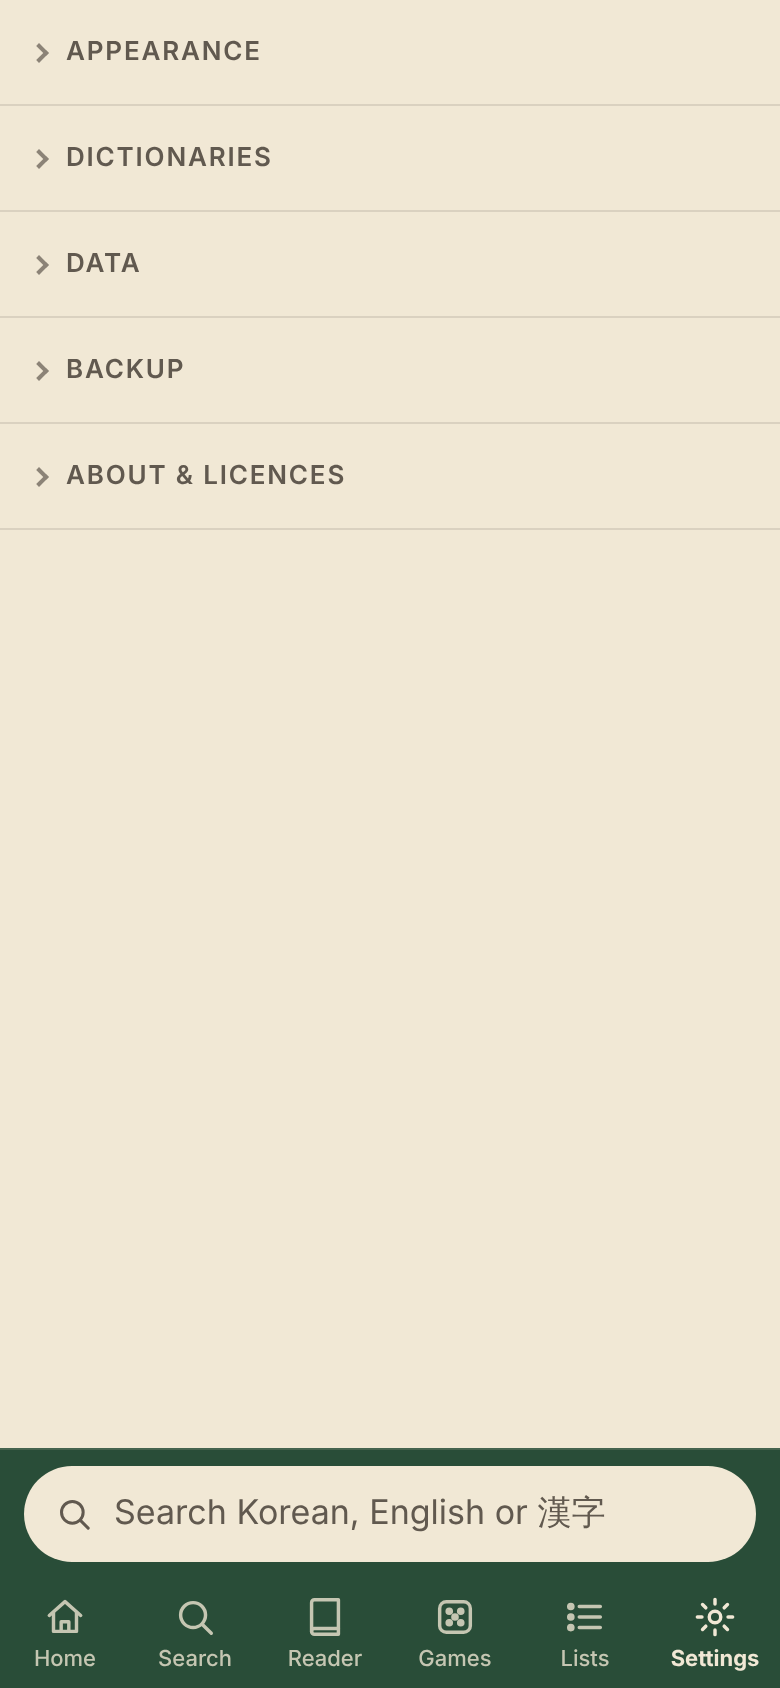 APPEARANCE
DICTIONARIES
DATA
BACKUP
ABOUT & LICENCES
Search Korean, English or 漢字
Home Search Reader Games Lists Settings